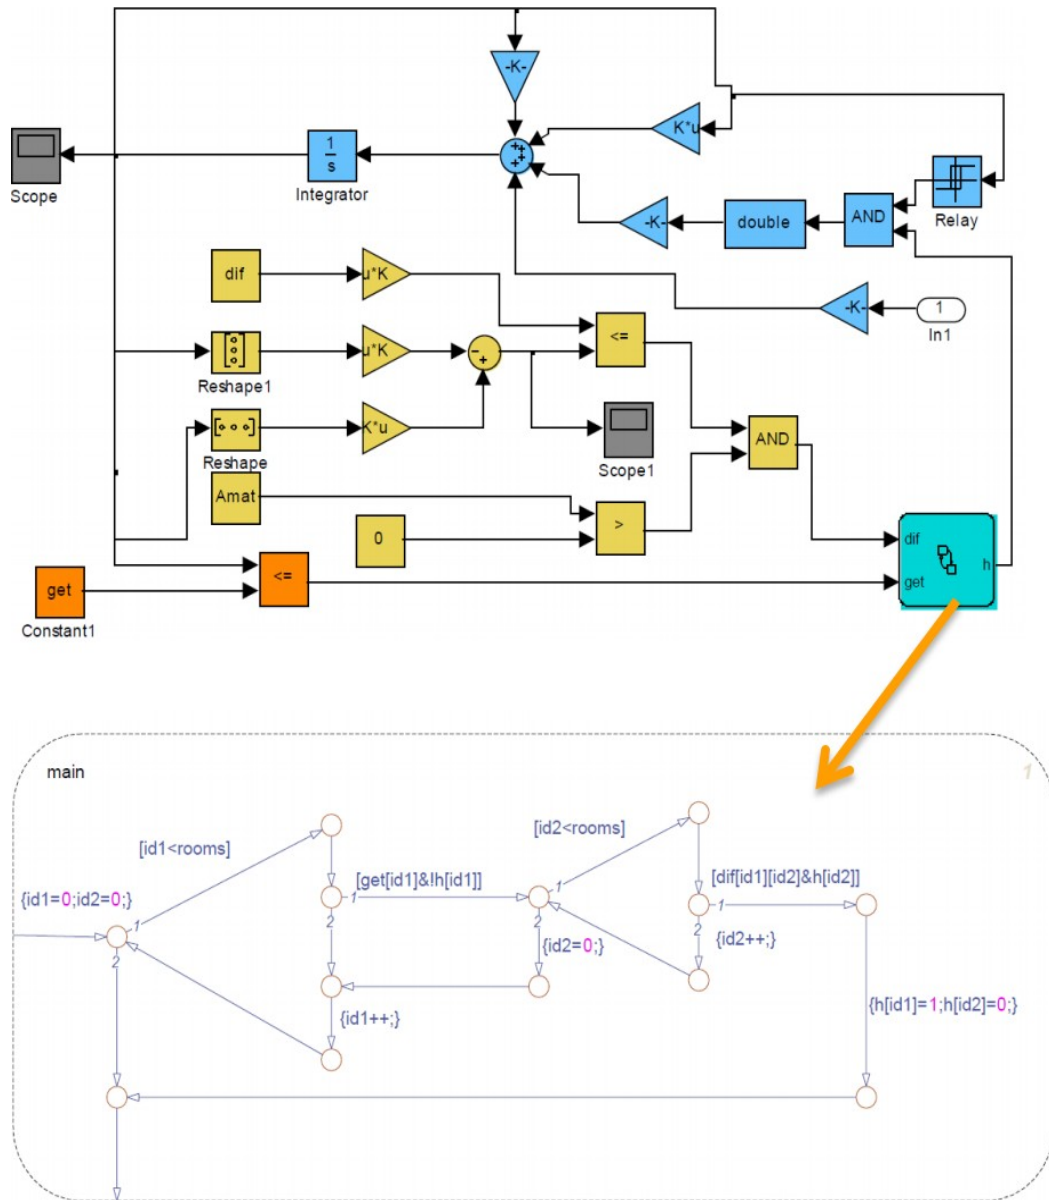 -K-
K*u
Scope
1
s
Integrator
+
+
+
+
-K-
double
AND
Relay
dif
u*K
-K-
1
In1
<=
Reshape1
u*K
-
+
Reshape
K*u
Scope1
AND
Amat
0
>
dif
get
h
get
<=
Constant1
main
1
[id1<rooms]
[id2<rooms]
{id1=0;id2=0;}
[get[id1]&!h[id1]]
[dif[id1][id2]&h[id2]]
1
2
1
2
1
2
1
2
{id2=0;}
{id2++;}
{id1++;}
{h[id1]=1;h[id2]=0;}